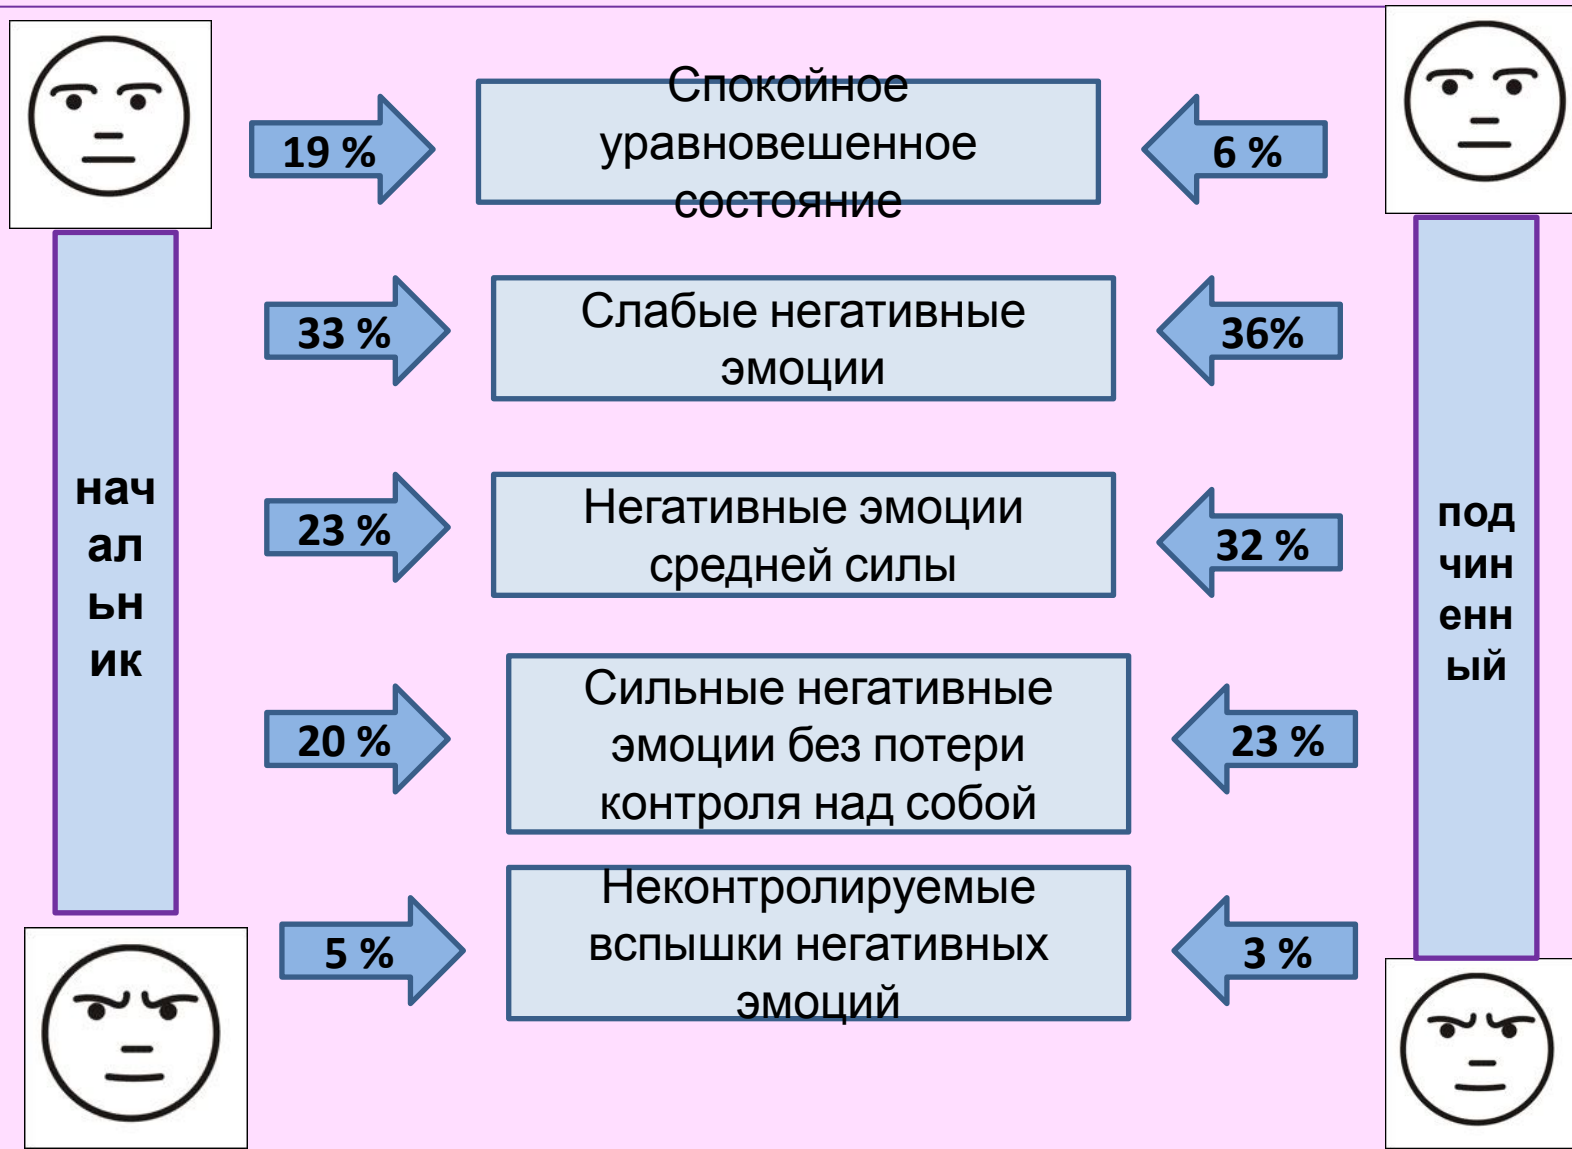 Спокойное
уравновешенное
состояние
19 %
6 %
Слабые негативные
эмоции
33 %
36%
Негативные эмоции
средней силы
23 %
32 %
Сильные негативные
эмоции без потери
контроля над собой
20 %
23 %
Неконтролируемые
вспышки негативных
эмоций
5 %
3 %
нач
ал
ьн
ик
под
чин
енн
ый